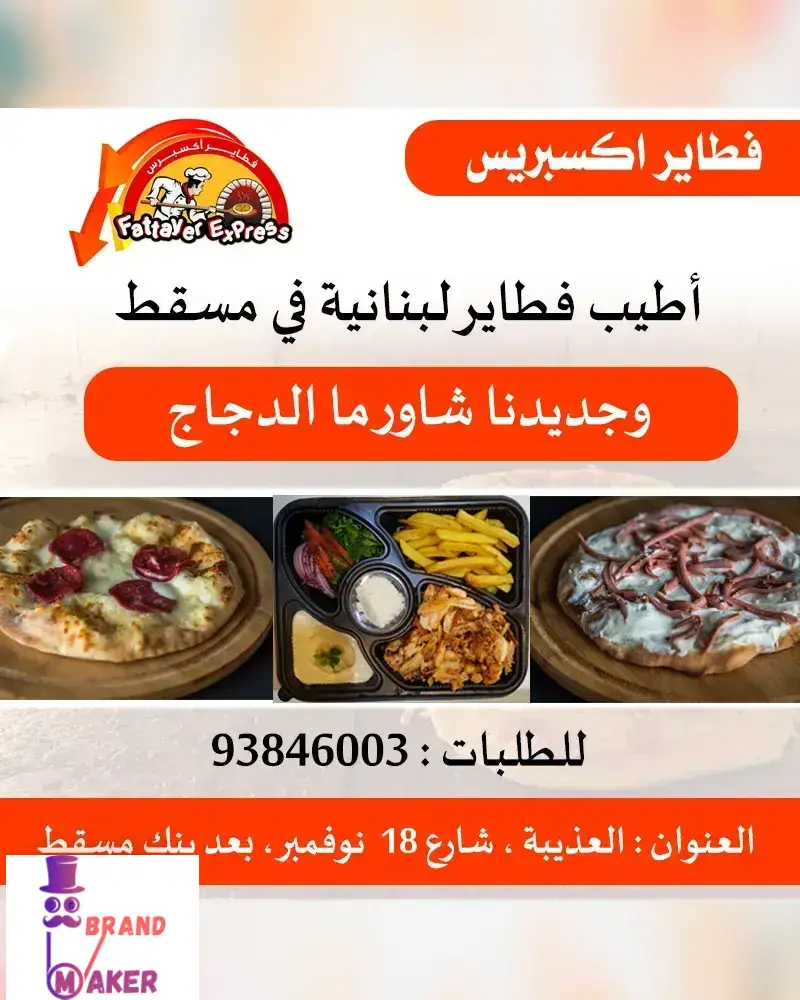 فطاير اكسبريس
فطاير أكسبرس
Fattayer ExPress
أطيب فطاير لبنانية في مسقط
وجديدنا شاورما الدجاج
للطلبات : 93846003
العنوان : العذيبة ، شارع 18 نوفمبر، بعد بنك مسقط
BRAND
MAKER